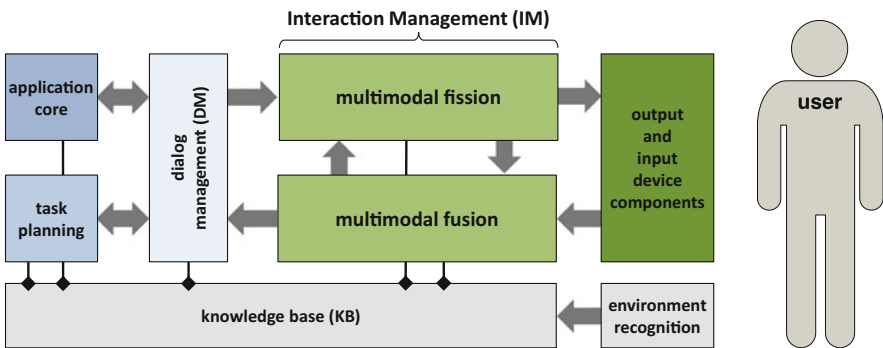 Interaction Management (IM)
application
core
dialog
management (DM)
multimodal fission
output
and
input
device
components
user
task
planning
multimodal fusion
knowledge base (KB)
environment
recognition